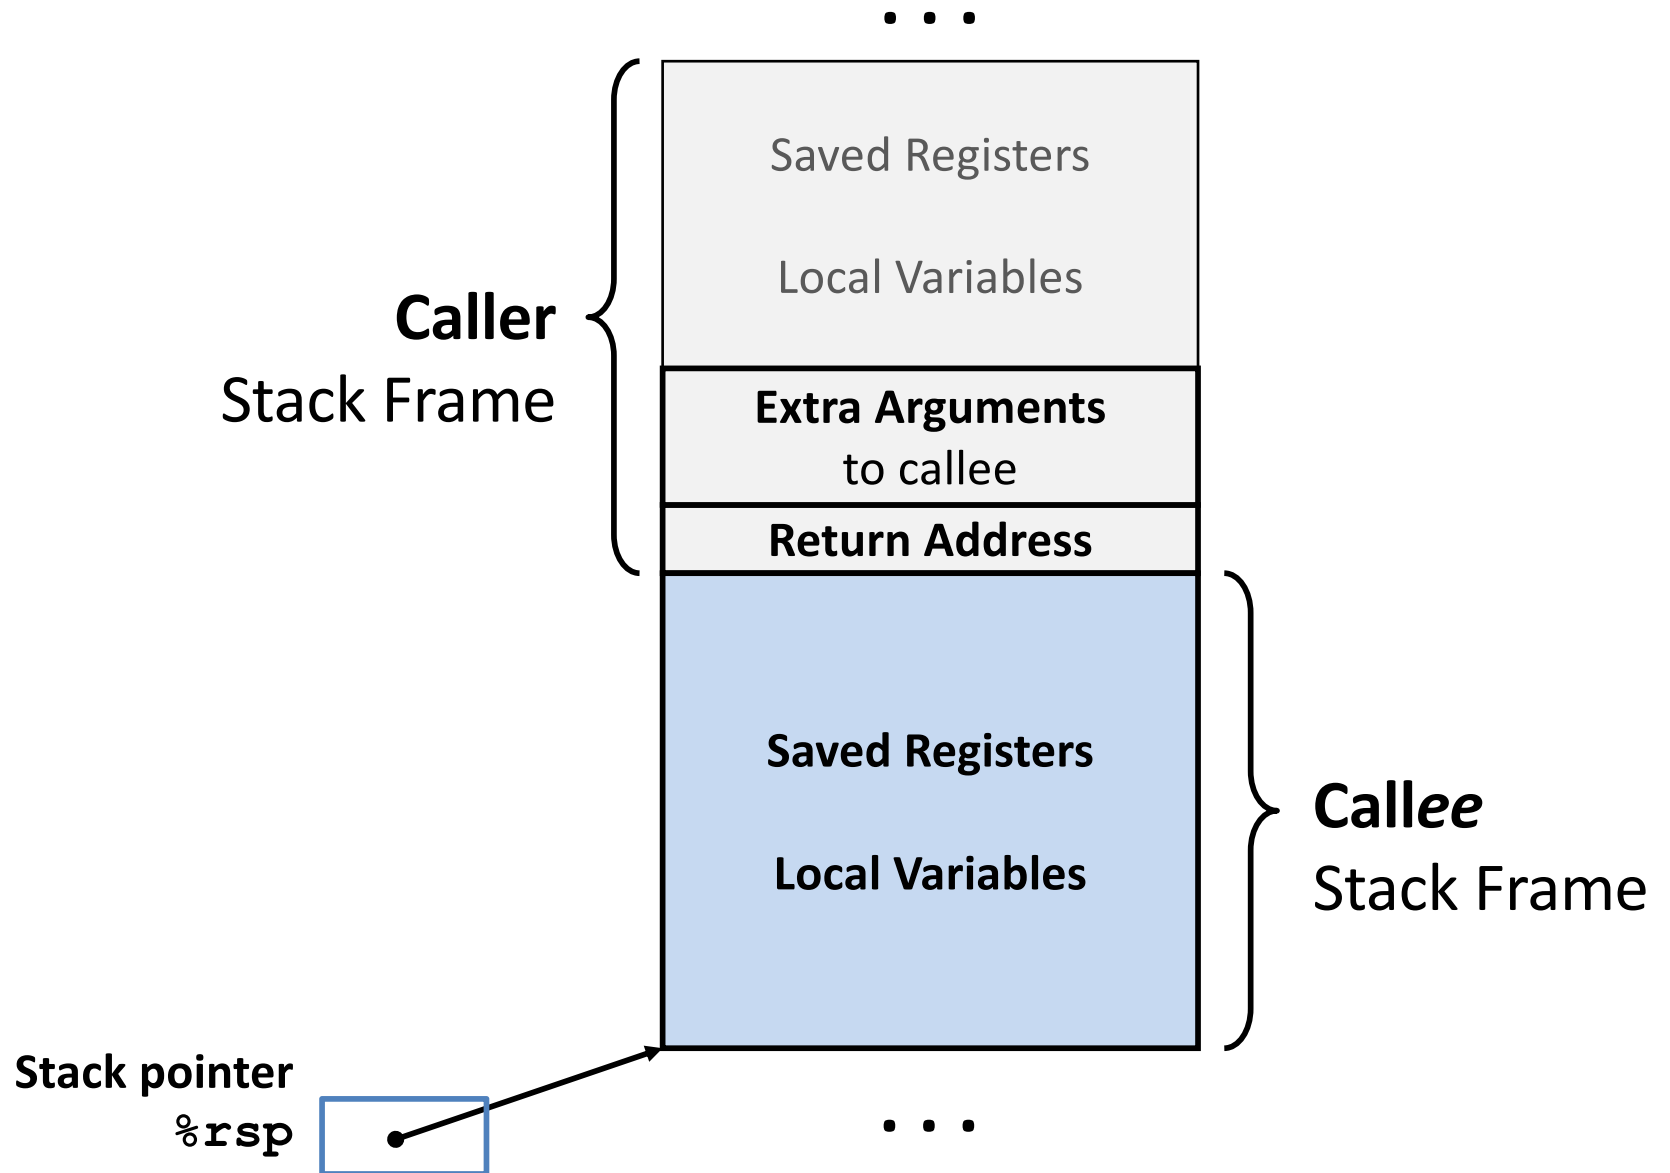 ...
Saved Registers
Local Variables
Caller
Stack Frame
Extra Arguments
to callee
Return Address
Saved Registers
Local Variables
Callee
Stack Frame
Stack pointer
%rsp
...